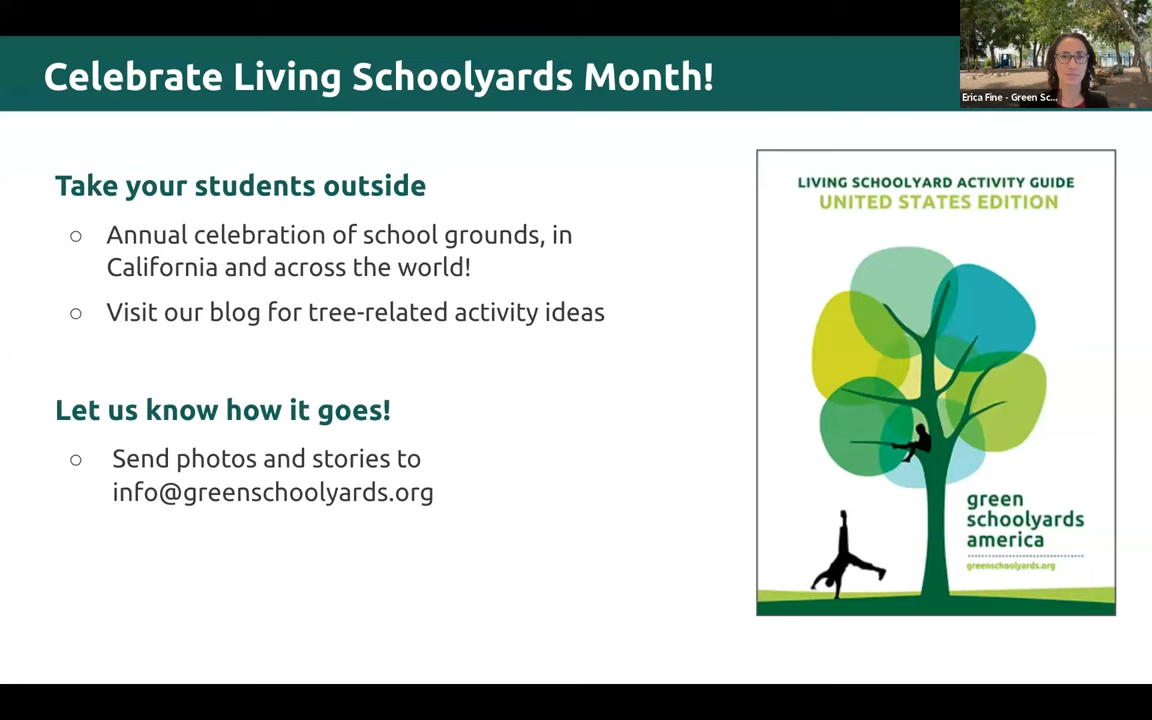 Celebrate Living Schoolyards Month!
Erica Fine - Green Sc...
Take your students outside
○ Annual celebration of school grounds, in
California and across the world!
○ Visit our blog for tree-related activity ideas
Let us know how it goes!
○ Send photos and stories to
info@greenschoolyards.org
LIVING SCHOOLYARD ACTIVITY GUIDE
UNITED STATES EDITION
green
schoolyards
america
greenschoolyards.org